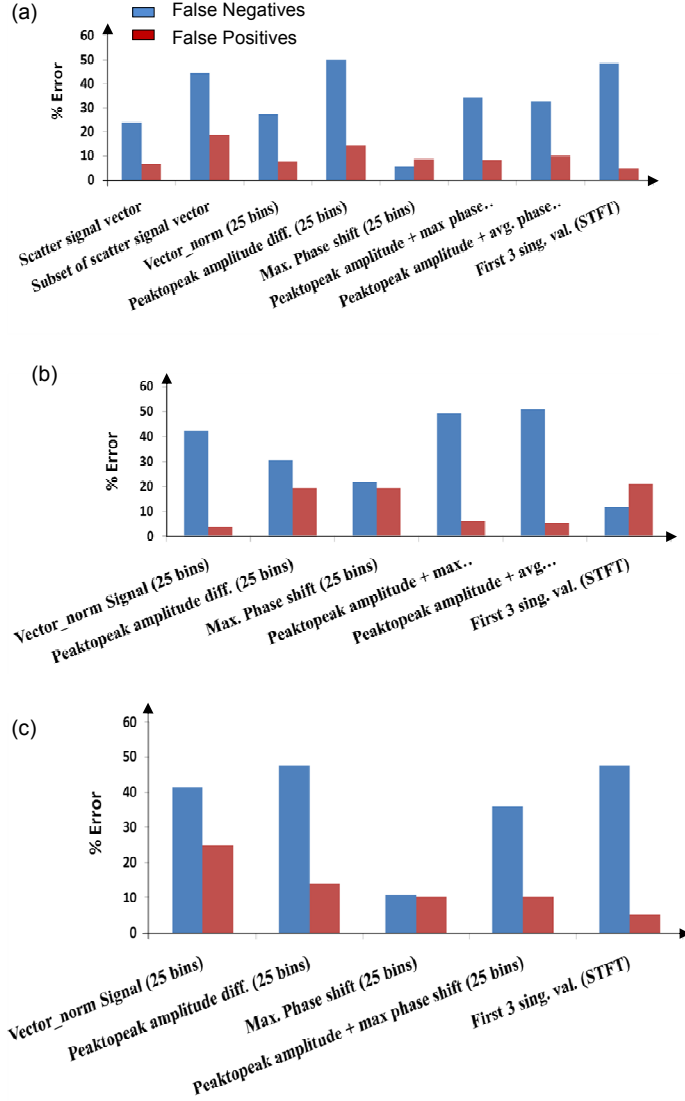 (a)
False Negatives
False Positives
% Error
60
50
40
30
20
10
0
Scatter signal vector
Subset of scatter signal vector
Vector_norm (25 bins)
Peaktopeak amplitude diff. (25 bins)
Max. Phase shift (25 bins)
Peaktopeak amplitude + max phase..
Peaktopeak amplitude + avg. phase..
First 3 sing. val. (STFT)
(b)
% Error
60
50
40
30
20
10
0
Vector_norm Signal (25 bins)
Peaktopeak amplitude diff. (25 bins)
Max. Phase shift (25 bins)
Peaktopeak amplitude + max..
Peaktopeak amplitude + avg...
First 3 sing. val. (STFT)
(c)
% Error
60
50
40
30
20
10
0
Vector_norm Signal (25 bins)
Peaktopeak amplitude diff. (25 bins)
Max. Phase shift (25 bins)
Peaktopeak amplitude + max phase shift (25 bins)
First 3 sing. val. (STFT)